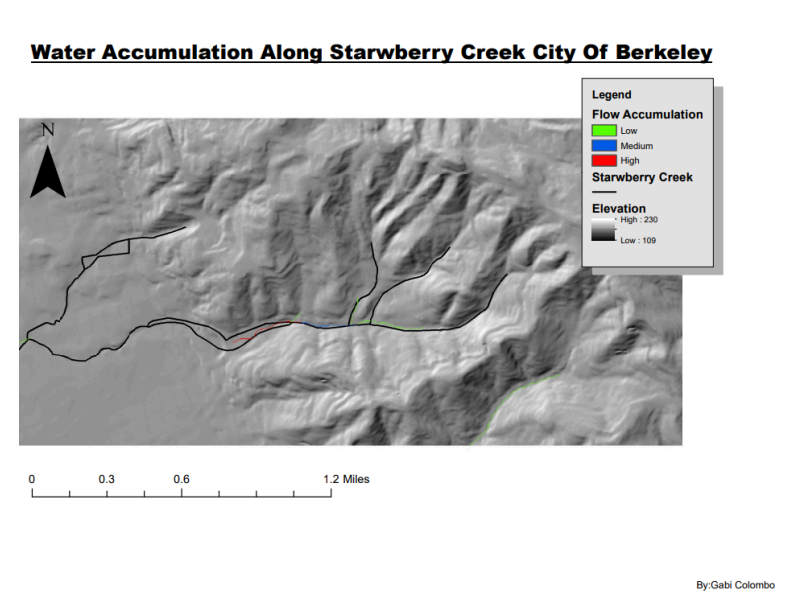 Water Accumulation Along Starwberry Creek City Of Berkeley
Legend
Flow Accumulation
Low
Medium
High
Starwberry Creek
Elevation
High : 230
Low : 109
N
0 0.3 0.6 1.2 Miles
By:Gabi Colombo